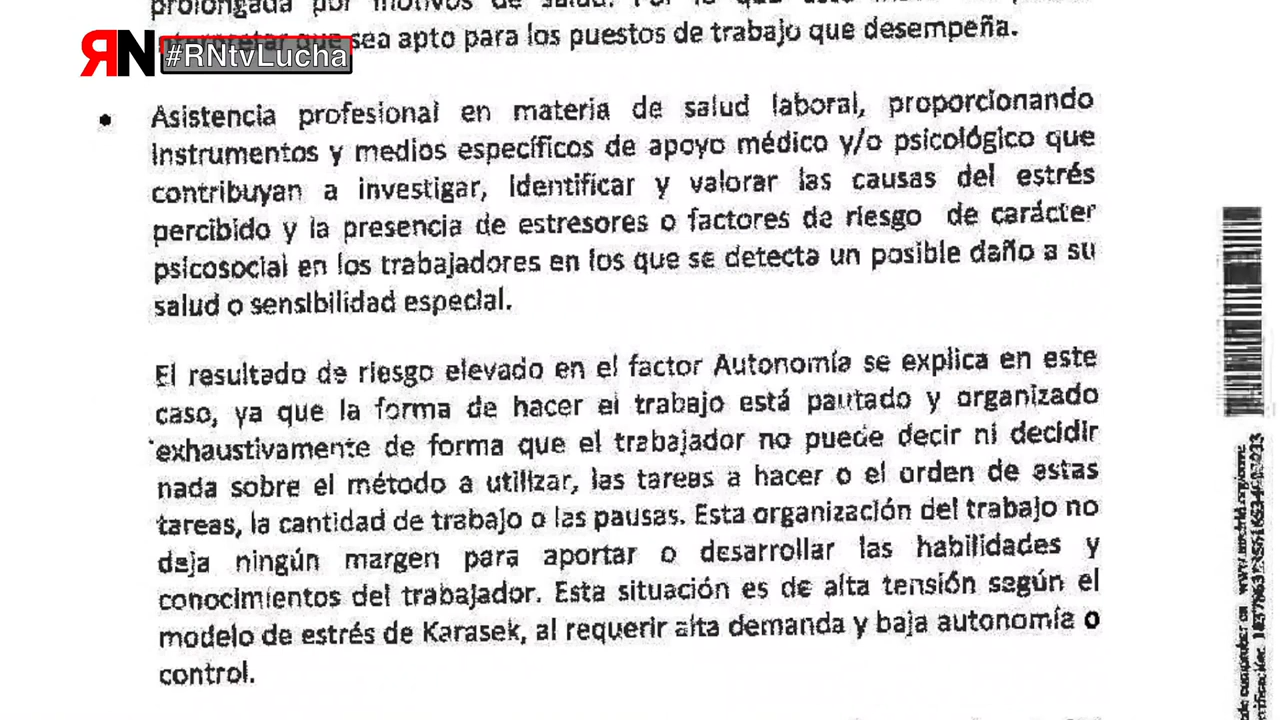 prolongada por motivos de salud. Por lo que
sea apto para los puestos de trabajo que desempeña.
RN #RNtvLucha
• Asistencia profesional en materia de salud laboral, proporcionando
instrumentos y medios específicos de apoyo médico y/o psicológico que
contribuyan a investigar, identificar y valorar las causas del estrés
percibido y la presencia de estresores o factores de riesgo de carácter
psicosocial en los trabajadores en los que se detecta un posible daño a su
salud o sensibilidad especial.
El resultado de riesgo elevado en el factor Autonomía se explica en este
caso, ya que la forma de hacer el trabajo está pautado y organizado
exhaustivamente de forma que el trabajador no puede decir ni decidir
nada sobre el método a utilizar, las tareas a hacer o el orden de estas
tareas, la cantidad de trabajo o las pausas. Esta organización del trabajo no
deja ningún margen para aportar o desarrollar las habilidades y
conocimientos del trabajador. Esta situación es de alta tensión según el
modelo de estrés de Karasek, al requerir alta demanda y baja autonomía o
control.